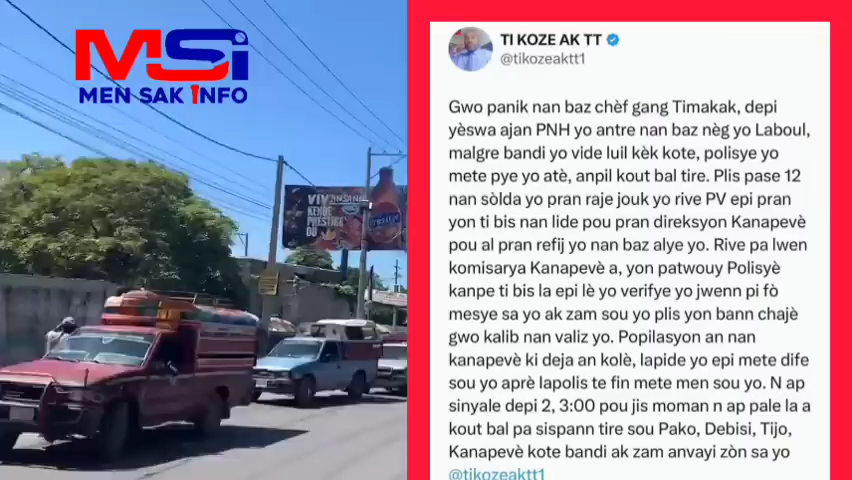 MSi
MEN SAK INFO
VIV ANSANM
KENBE
PRESTIGE
OU
Prestige
TI KOZE AK TT
@tikozeaktt1
Gwo panik nan baz chèf gang Timakak, depi
yèswa ajan PNH yo antre nan baz nèg yo Laboul,
malgre bandi yo vide luil kèk kote, polisye yo
mete pye yo atè, anpil kout bal tire. Plis pase 12
nan sòlda yo pran raje jouk yo rive PV epi pran
yon ti bis nan lide pou pran direksyon Kanapevè
pou al pran refij yo nan baz alye yo. Rive pa lwen
komisarya Kanapevè a, yon patwouy Polisyè
kanpe ti bis la epi lè yo verifye yo jwenn pi fò
mesye sa yo ak zam sou yo plis yon bann chajè
gwo kalib nan valiz yo. Popilasyon an nan
kanapevè ki deja an kolè, lapide yo epi mete dife
sou yo aprè lapolis te fin mete men sou yo. N ap
sinyale depi 2, 3:00 pou jis moman n ap pale la a
kout bal pa sispann tire sou Pako, Debisi, Tijo,
Kanapevè kote bandi ak zam anvayi zòn sa yo
@tikozeaktt1